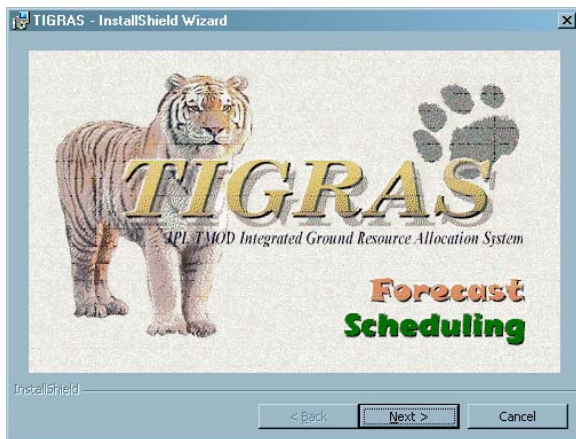 TIGRAS - InstallShield Wizard
TIGRAS
JPL TMOD Integrated Ground Resource Allocation System
Forecast
Scheduling
InstallShield
< Back Next > Cancel